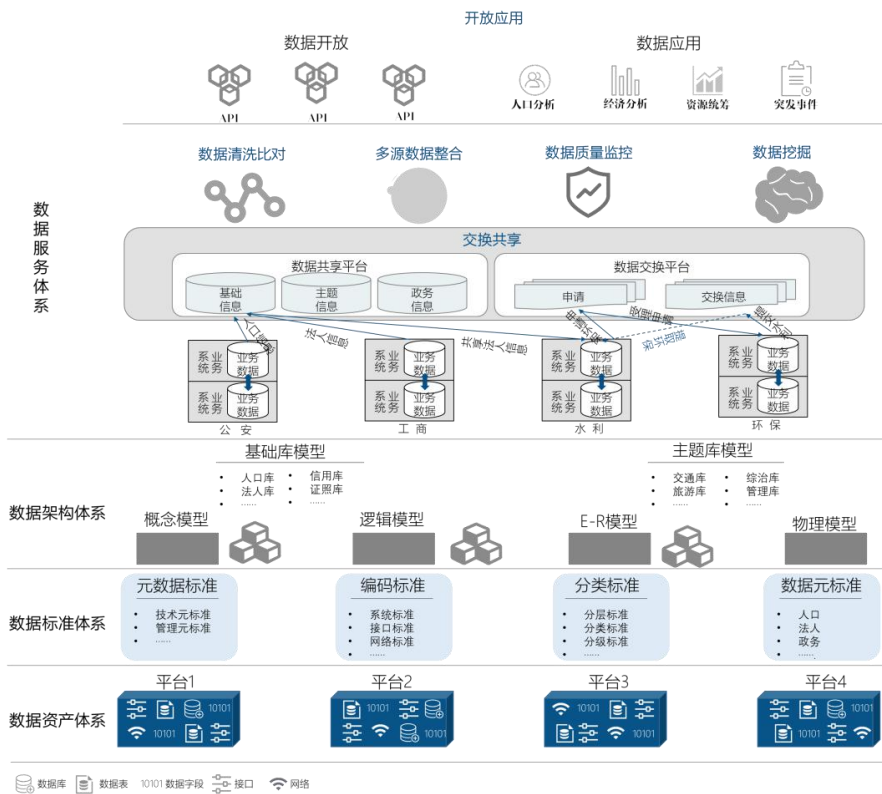 开放应用
数据开放
数据应用
API
API
API
人口分析
经济分析
资源统筹
突发事件
数据服务体系
数据清洗比对
多源数据整合
数据质量监控
数据挖掘
交换共享
数据共享平台
数据交换平台
基础
信息
主题
信息
政务
信息
申请
交换信息
人口信息
法人信息
共享法人信息
申请环保
受理申请
提交水利
系统
业务
业务
数据
系统
业务
业务
数据
公安
系统
业务
业务
数据
系统
业务
业务
数据
工商
系统
业务
业务
数据
系统
业务
业务
数据
水利
系统
业务
业务
数据
系统
业务
业务
数据
环保
数据架构体系
基础库模型
• 人口库
• 法人库
• ……
• 信用库
• 证照库
• ……
主题库模型
• 交通库
• 旅游库
• ……
• 综治库
• 管理库
• ……
概念模型
逻辑模型
E-R模型
物理模型
数据标准体系
元数据标准
• 技术元标准
• 管理元标准
• ……
编码标准
• 系统标准
• 接口标准
• 网络标准
• ……
分类标准
• 分层标准
• 分类标准
• 分级标准
• ……
数据元标准
• 人口
• 法人
• 政务
• ……
数据资产体系
平台1
10101
10101
平台2
10101
10101
平台3
10101
10101
平台4
10101
10101
数据库
数据表
10101 数据字段
接口
网络